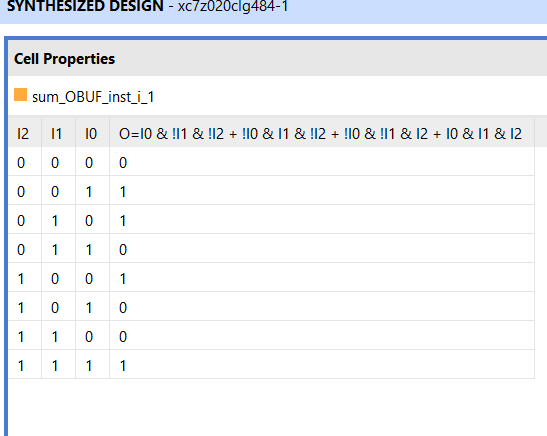 SYNTHESIZED DESIGN - xc7z020clg484-1
Cell Properties
sum_OBUF_inst_i_1
I2 I1 I0 O=I0 & !I1 & !I2 + !I0 & I1 & !I2 + !I0 & !I1 & I2 + I0 & I1 & I2
0 0 0 0
0 0 1 1
0 1 0 1
0 1 1 0
1 0 0 1
1 0 1 0
1 1 0 0
1 1 1 1